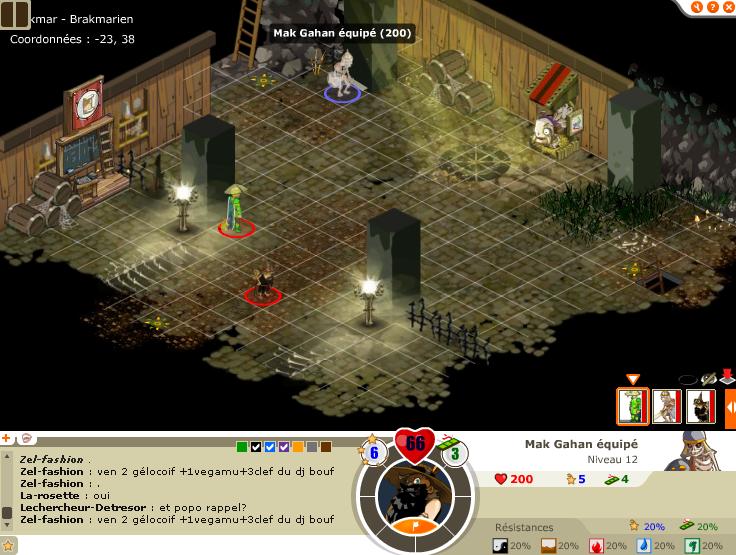 kmar - Brakmarien
Coordonnées : -23, 38
Mak Gahan équipé (200)
Zel-fashion .
Zel-fashion : ven 2 gélocoif +1vegamu+3clef du dj bouf
Zel-fashion : .
La-rosette : oui
Lechercheur-Detresor : et popo rappel?
Zel-fashion : ven 2 gélocoif +1vegamu+3clef du dj bouf
6
66
3
Mak Gahan équipé
Niveau 12
200 5 4
Résistances 20% 20%
20% 20% 20% 20% 20%